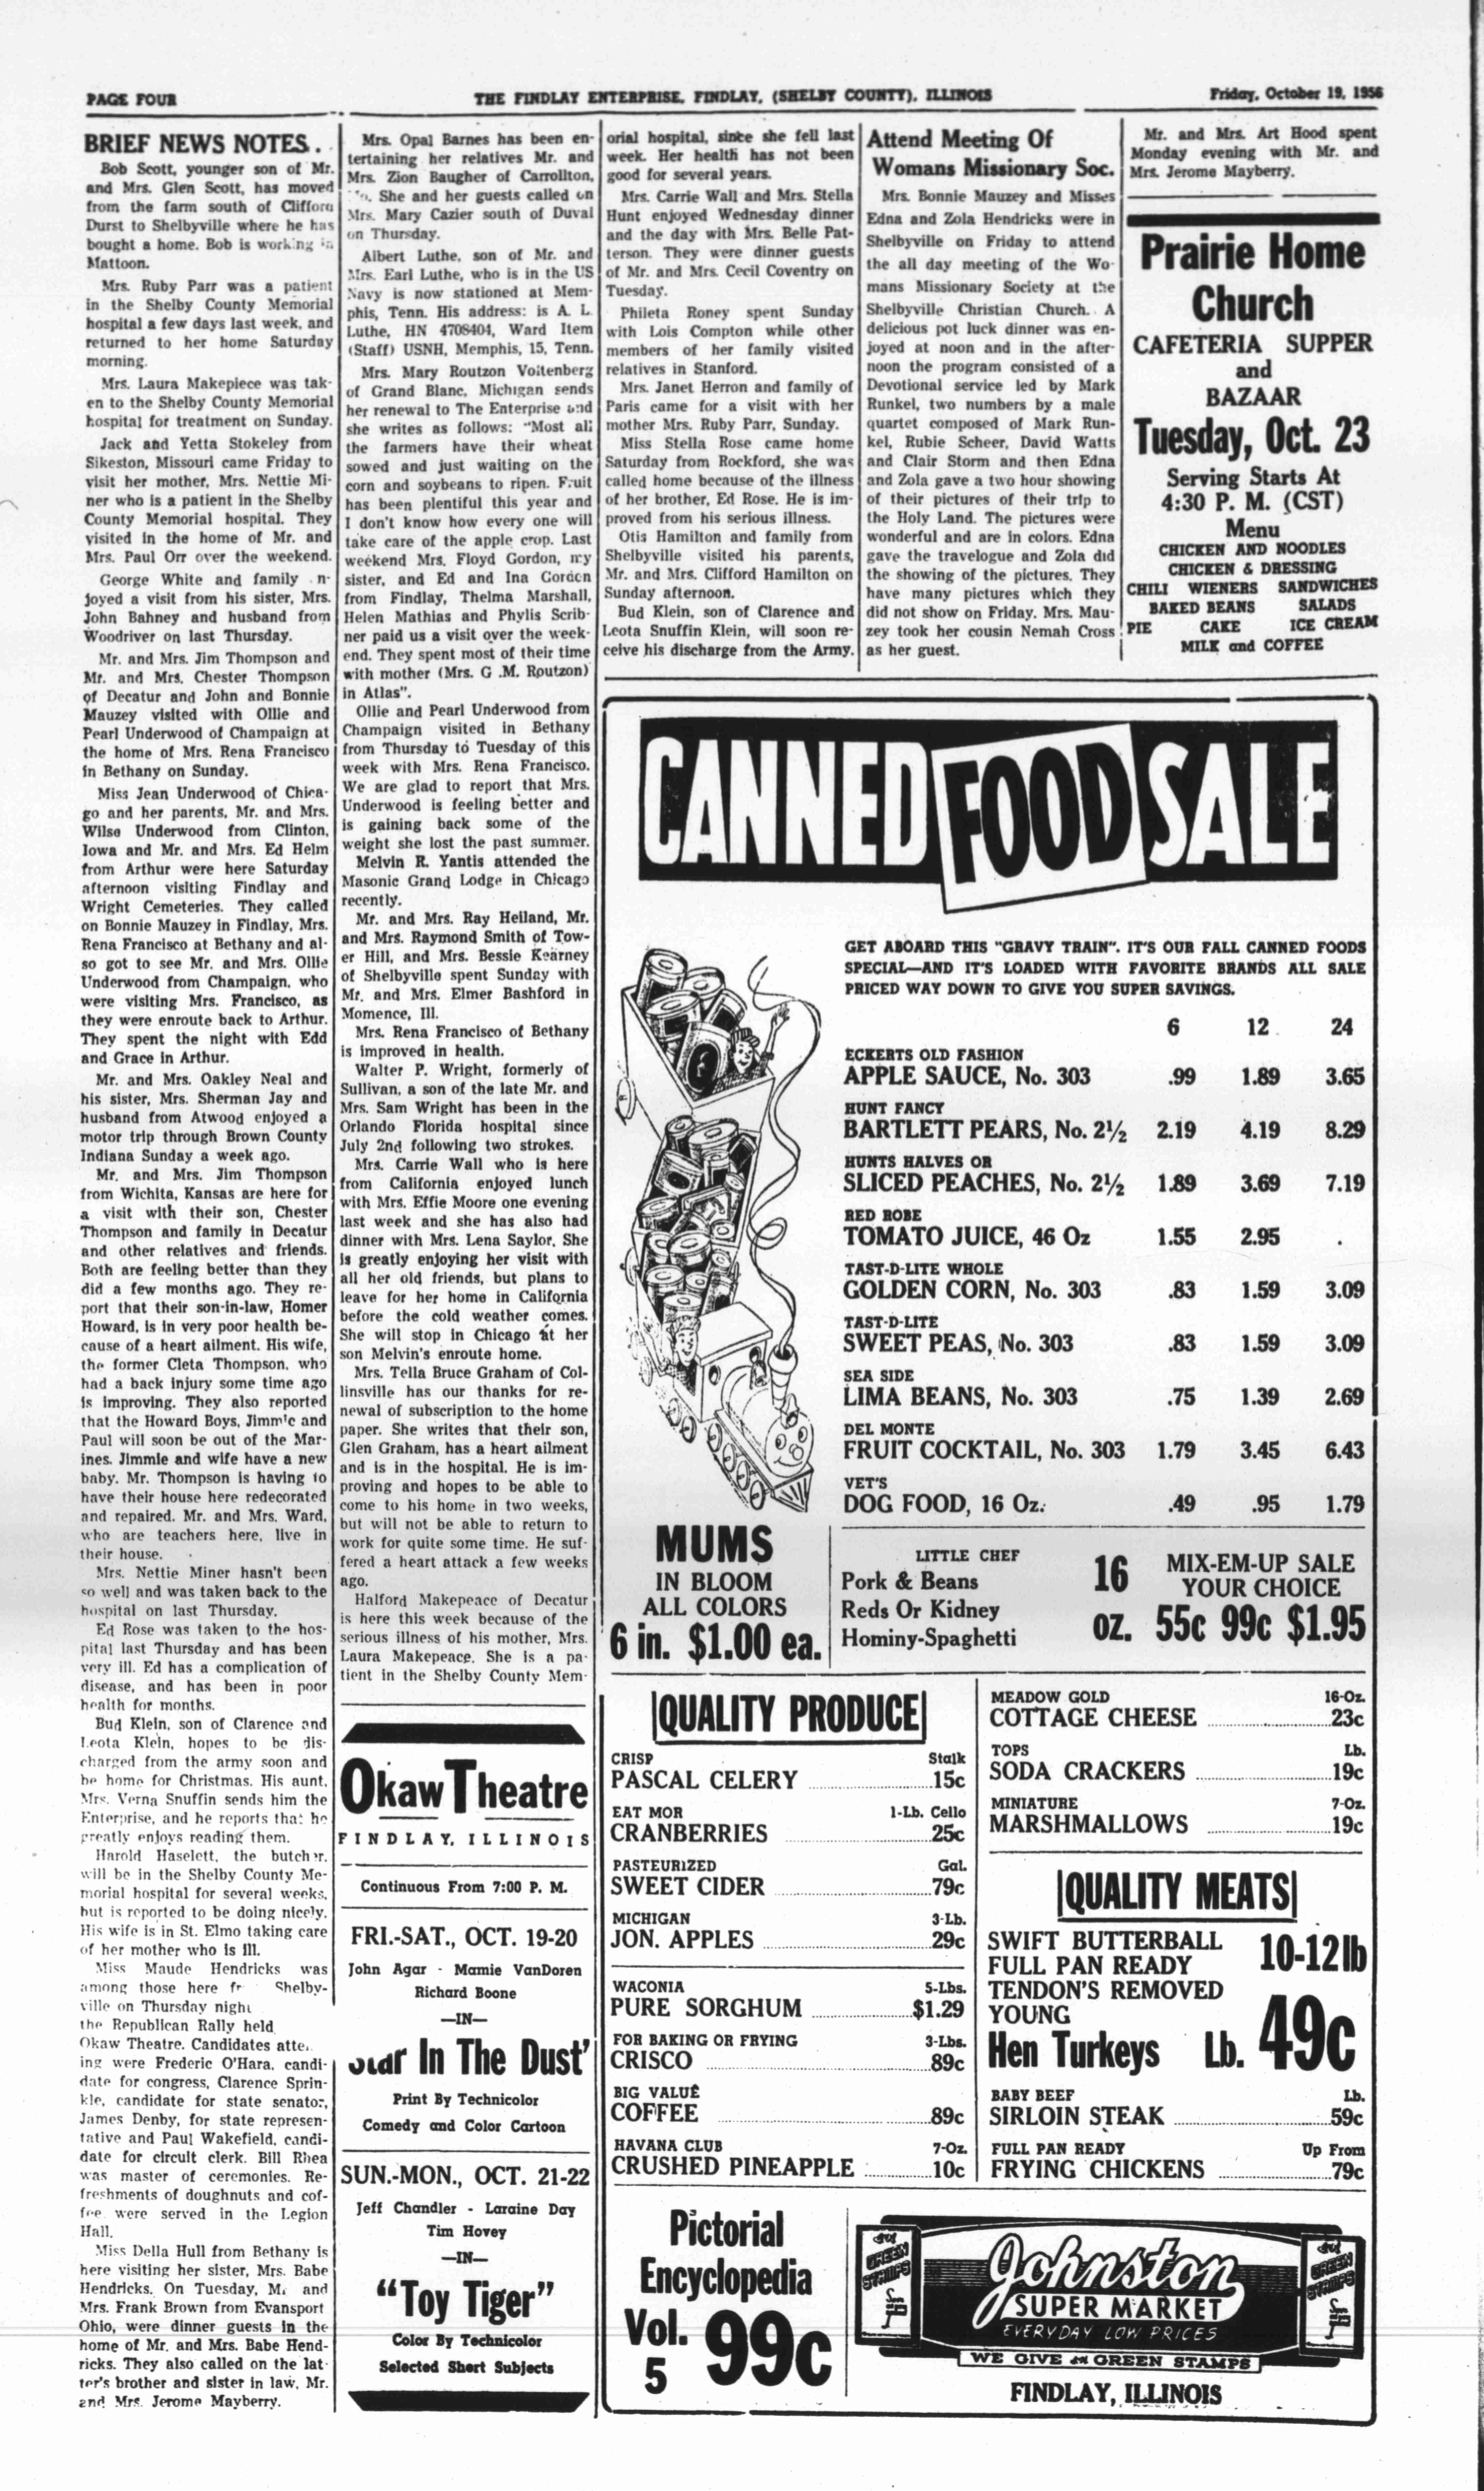 PAGE FOUR
THE FINDLAY ENTERPRISE, FINDLAY, (SHELBY COUNTY), ILLINOIS
Friday, October 19, 1956
BRIEF NEWS NOTES. .
Bob Scott, younger son of Mr.
and Mrs. Glen Scott, has moved
from the farm south of Clifford
Durst to Shelbyville where he has
bought a home. Bob is working in
Mattoon.
Mrs. Ruby Parr was a patient
in the Shelby County Memorial
hospital a few days last week, and
returned to her home Saturday
morning.
Mrs. Laura Makepiece was tak-
en to the Shelby County Memorial
hospital for treatment on Sunday.
Jack and Yetta Stokeley from
Sikeston, Missouri came Friday to
visit her mother, Mrs. Nettie Mi-
ner who is a patient in the Shelby
County Memorial hospital. They
visited in the home of Mr. and
Mrs. Paul Orr over the weekend.
George White and family n-
joyed a visit from his sister, Mrs.
John Bahney and husband from
Woodriver on last Thursday.
Mr. and Mrs. Jim Thompson and
Mr. and Mrs. Chester Thompson
of Decatur and John and Bonnie
Mauzey visited with Ollie and
Pearl Underwood of Champaign at
the home of Mrs. Rena Francisco
in Bethany on Sunday.
Miss Jean Underwood of Chica-
go and her parents, Mr. and Mrs.
Wilse Underwood from Clinton,
Iowa and Mr. and Mrs. Ed Helm
from Arthur were here Saturday
afternoon visiting Findlay and
Wright Cemeteries. They called
on Bonnie Mauzey in Findlay, Mrs.
Rena Francisco at Bethany and al-
so got to see Mr. and Mrs. Ollie
Underwood from Champaign, who
were visiting Mrs. Francisco, as
they were enroute back to Arthur.
They spent the night with Edd
and Grace in Arthur.
Mr. and Mrs. Oakley Neal and
his sister, Mrs. Sherman Jay and
husband from Atwood enjoyed a
motor trip through Brown County
Indiana Sunday a week ago.
Mr. and Mrs. Jim Thompson
from Wichita, Kansas are here for
a visit with their son, Chester
Thompson and family in Decatur
and other relatives and friends.
Both are feeling better than they
did a few months ago. They re-
port that their son-in-law, Homer
Howard, is in very poor health be-
cause of a heart ailment. His wife,
the former Cleta Thompson, who
had a back injury some time ago
is improving. They also reported
that the Howard Boys, Jimmie and
Paul will soon be out of the Mar-
ines. Jimmie and wife have a new
baby. Mr. Thompson is having to
have their house here redecorated
and repaired. Mr. and Mrs. Ward,
who are teachers here, live in
their house.
Mrs. Nettie Miner hasn't been
so well and was taken back to the
hospital on last Thursday.
Ed Rose was taken to the hos-
pital last Thursday and has been
very ill. Ed has a complication of
disease, and has been in poor
health for months.
Bud Klein, son of Clarence and
Leota Klein, hopes to be dis-
charged from the army soon and
be home for Christmas. His aunt,
Mrs. Verna Snuffin sends him the
Enterprise, and he reports that he
greatly enjoys reading them.
Harold Haselett, the butcher,
will be in the Shelby County Me-
morial hospital for several weeks,
but is reported to be doing nicely.
His wife is in St. Elmo taking care
of her mother who is ill.
Miss Maude Hendricks was
among those here fr Shelby-
ville on Thursday night
the Republican Rally held
Okaw Theatre. Candidates atte
ing were Frederic O'Hara, candi-
date for congress, Clarence Sprin-
kle, candidate for state senator,
James Denby, for state represen-
tative and Paul Wakefield, candi-
date for circuit clerk. Bill Rhea
was master of ceremonies. Re-
freshments of doughnuts and cof-
fee were served in the Legion
Hall.
Miss Della Hull from Bethany is
here visiting her sister, Mrs. Babe
Hendricks. On Tuesday, M. and
Mrs. Frank Brown from Evansport
Ohio, were dinner guests in the
home of Mr. and Mrs. Babe Hend-
ricks. They also called on the lat-
ter's brother and sister in law, Mr.
and Mrs. Jerome Mayberry.
Mrs. Opal Barnes has been en-
tertaining her relatives Mr. and
Mrs. Zion Baugher of Carrollton,
She and her guests called on
Mrs. Mary Cazier south of Duval
on Thursday.
Albert Luthe, son of Mr. and
Mrs. Earl Luthe, who is in the US
Navy is now stationed at Mem-
phis, Tenn. His address: is A. L.
Luthe, HN 4708404, Ward Item
(Staff) USNH, Memphis, 15, Tenn.
Mrs. Mary Routzon Voitenberg
of Grand Blanc, Michigan sends
her renewal to The Enterprise and
she writes as follows: "Most all
the farmers have their wheat
sowed and just waiting on the
corn and soybeans to ripen. Fruit
has been plentiful this year and
I don't know how every one will
take care of the apple crop. Last
weekend Mrs. Floyd Gordon, my
sister, and Ed and Ina Gordon
from Findlay, Thelma Marshall,
Helen Mathias and Phylis Scrib-
ner paid us a visit over the week-
end. They spent most of their time
with mother (Mrs. G .M. Routzon)
in Atlas".
Ollie and Pearl Underwood from
Champaign visited in Bethany
from Thursday to Tuesday of this
week with Mrs. Rena Francisco.
We are glad to report that Mrs.
Underwood is feeling better and
is gaining back some of the
weight she lost the past summer.
Melvin R. Yantis attended the
Masonic Grand Lodge in Chicago
recently.
Mr. and Mrs. Ray Heiland, Mr.
and Mrs. Raymond Smith of Tow-
er Hill, and Mrs. Bessie Kearney
of Shelbyville spent Sunday with
Mr. and Mrs. Elmer Bashford in
Momence, Ill.
Mrs. Rena Francisco of Bethany
is improved in health.
Walter P. Wright, formerly of
Sullivan, a son of the late Mr. and
Mrs. Sam Wright has been in the
Orlando Florida hospital since
July 2nd following two strokes.
Mrs. Carrie Wall who is here
from California enjoyed lunch
with Mrs. Effie Moore one evening
last week and she has also had
dinner with Mrs. Lena Saylor. She
is greatly enjoying her visit with
all her old friends, but plans to
leave for her home in California
before the cold weather comes.
She will stop in Chicago at her
son Melvin's enroute home.
Mrs. Tella Bruce Graham of Col-
linsville has our thanks for re-
newal of subscription to the home
paper. She writes that their son,
Glen Graham, has a heart ailment
and is in the hospital. He is im-
proving and hopes to be able to
come to his home in two weeks,
but will not be able to return to
work for quite some time. He suf-
fered a heart attack a few weeks
ago.
Halford Makepeace of Decatur
is here this week because of the
serious illness of his mother, Mrs.
Laura Makepeace. She is a pa-
tient in the Shelby County Mem-
Okaw Theatre
FINDLAY, ILLINOIS
Continuous From 7:00 P. M.
FRI.-SAT., OCT. 19-20
John Agar - Mamie VanDoren
Richard Boone
—IN—
Star In The Dust'
Print By Technicolor
Comedy and Color Cartoon
SUN.-MON., OCT. 21-22
Jeff Chandler - Laraine Day
Tim Hovey
—IN—
"Toy Tiger"
Color By Technicolor
Selected Short Subjects
orial hospital, since she fell last
week. Her health has not been
good for several years.
Mrs. Carrie Wall and Mrs. Stella
Hunt enjoyed Wednesday dinner
and the day with Mrs. Belle Pat-
terson. They were dinner guests
of Mr. and Mrs. Cecil Coventry on
Tuesday.
Phileta Roney spent Sunday
with Lois Compton while other
members of her family visited
relatives in Stanford.
Mrs. Janet Herron and family of
Paris came for a visit with her
mother Mrs. Ruby Parr, Sunday.
Miss Stella Rose came home
Saturday from Rockford, she was
called home because of the illness
of her brother, Ed Rose. He is im-
proved from his serious illness.
Otis Hamilton and family from
Shelbyville visited his parents,
Mr. and Mrs. Clifford Hamilton on
Sunday afternoon.
Bud Klein, son of Clarence and
Leota Snuffin Klein, will soon re-
ceive his discharge from the Army.
Attend Meeting Of
Womans Missionary Soc.
Mrs. Bonnie Mauzey and Misses
Edna and Zola Hendricks were in
Shelbyville on Friday to attend
the all day meeting of the Wo-
mans Missionary Society at the
Shelbyville Christian Church. A
delicious pot luck dinner was en-
joyed at noon and in the after-
noon the program consisted of a
Devotional service led by Mark
Runkel, two numbers by a male
quartet composed of Mark Run-
kel, Rubie Scheer, David Watts
and Clair Storm and then Edna
and Zola gave a two hour showing
of their pictures of their trip to
the Holy Land. The pictures were
wonderful and are in colors. Edna
gave the travelogue and Zola did
the showing of the pictures. They
have many pictures which they
did not show on Friday. Mrs. Mau-
zey took her cousin Nemah Cross
as her guest.
Mr. and Mrs. Art Hood spent
Monday evening with Mr. and
Mrs. Jerome Mayberry.
Prairie Home
Church
CAFETERIA SUPPER
and
BAZAAR
Tuesday, Oct. 23
Serving Starts At
4:30 P. M. (CST)
Menu
CHICKEN AND NOODLES
CHICKEN & DRESSING
CHILI WIENERS SANDWICHES
BAKED BEANS SALADS
PIE CAKE ICE CREAM
MILK and COFFEE
CANNED FOOD SALE
GET ABOARD THIS "GRAVY TRAIN". IT'S OUR FALL CANNED FOODS
SPECIAL—AND IT'S LOADED WITH FAVORITE BRANDS ALL SALE
PRICED WAY DOWN TO GIVE YOU SUPER SAVINGS.
6 12 24
ECKERTS OLD FASHION
APPLE SAUCE, No. 303 .99 1.89 3.65
HUNT FANCY
BARTLETT PEARS, No. 2½ 2.19 4.19 8.29
HUNTS HALVES OR
SLICED PEACHES, No. 2½ 1.89 3.69 7.19
RED ROBE
TOMATO JUICE, 46 Oz 1.55 2.95 .
TAST-D-LITE WHOLE
GOLDEN CORN, No. 303 .83 1.59 3.09
TAST-D-LITE
SWEET PEAS, No. 303 .83 1.59 3.09
SEA SIDE
LIMA BEANS, No. 303 .75 1.39 2.69
DEL MONTE
FRUIT COCKTAIL, No. 303 1.79 3.45 6.43
VET'S
DOG FOOD, 16 Oz. .49 .95 1.79
MUMS
IN BLOOM
ALL COLORS
6 in. $1.00 ea.
LITTLE CHEF
Pork & Beans
Reds Or Kidney
Hominy-Spaghetti
16
oz.
MIX-EM-UP SALE
YOUR CHOICE
55c 99c $1.95
QUALITY PRODUCE
CRISP Stalk
PASCAL CELERY 15c
EAT MOR 1-Lb. Cello
CRANBERRIES 25c
PASTEURIZED Gal.
SWEET CIDER 79c
MICHIGAN 3-Lb.
JON. APPLES 29c
WACONIA 5-Lbs.
PURE SORGHUM $1.29
FOR BAKING OR FRYING 3-Lbs.
CRISCO 89c
BIG VALUE
COFFEE 89c
HAVANA CLUB 7-Oz.
CRUSHED PINEAPPLE 10c
MEADOW GOLD 16-Oz.
COTTAGE CHEESE 23c
TOPS Lb.
SODA CRACKERS 19c
MINIATURE 7-Oz.
MARSHMALLOWS 19c
QUALITY MEATS
SWIFT BUTTERBALL
FULL PAN READY
TENDON'S REMOVED
YOUNG
10-12 lb
Hen Turkeys Lb. 49c
BABY BEEF Lb.
SIRLOIN STEAK 59c
FULL PAN READY Up From
FRYING CHICKENS 79c
Pictorial
Encyclopedia
Vol. 5
99c
S&H GREEN STAMPS
Johnston
SUPER MARKET
EVERYDAY LOW PRICES
S&H GREEN STAMPS
WE GIVE S&H GREEN STAMPS
FINDLAY, ILLINOIS